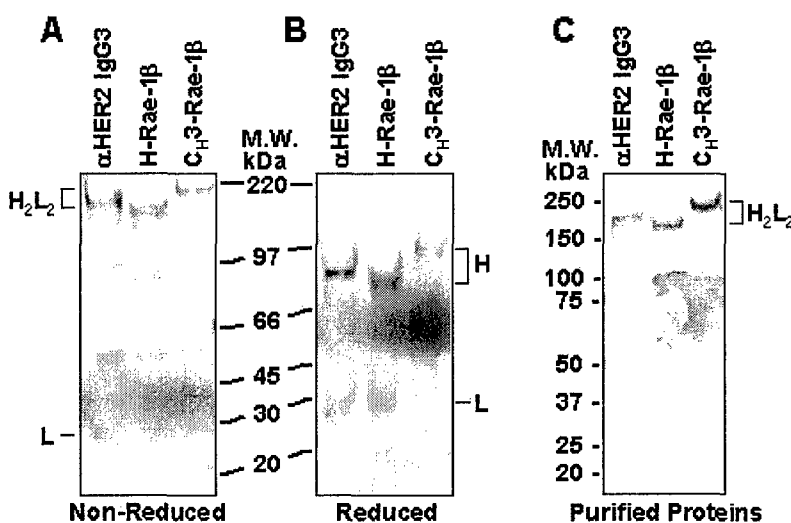 A
αHER2 IgG3
H-Rae-1β
CH3-Rae-1β
H2L2
L
Non-Reduced
M.W.
kDa
220
97
66
45
30
20
B
αHER2 IgG3
H-Rae-1β
CH3-Rae-1β
H
L
Reduced
C
αHER2 IgG3
H-Rae-1β
CH3-Rae-1β
M.W.
kDa
250
150
100
75
50
37
25
20
H2L2
Purified Proteins